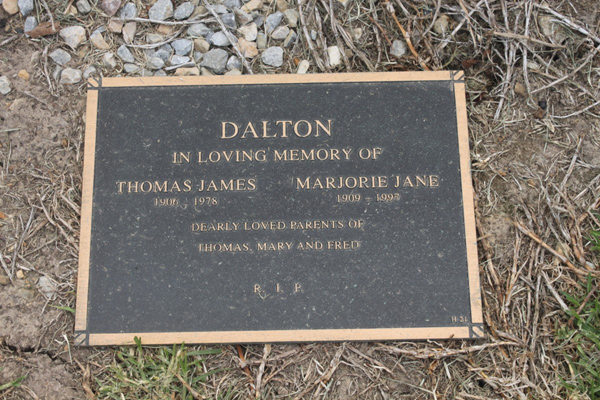 DALTON
IN LOVING MEMORY OF
THOMAS JAMES MARJORIE JANE
1906 - 1978 1909 - 1997
DEARLY LOVED PARENTS OF
THOMAS, MARY AND FRED
R. I. P.
H-51